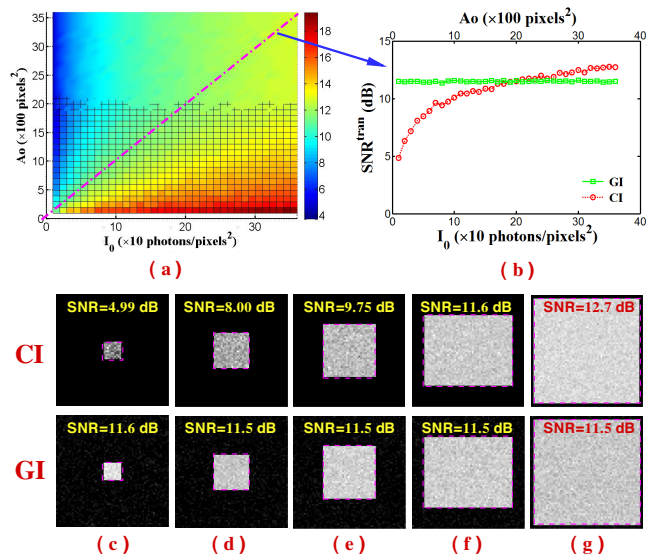 35
30
25
20
15
10
5
0
0
10
20
30
18
16
14
12
10
8
6
4
Ao (×100 pixels²)
I₀ (×10 photons/pixels²)
( a )
Ao (×100 pixels²)
0
10
20
30
40
15
10
5
0
0
10
20
30
40
SNRᵗʳᵃⁿ (dB)
GI
CI
I₀ (×10 photons/pixels²)
( b )
CI
SNR=4.99 dB
SNR=8.00 dB
SNR=9.75 dB
SNR=11.6 dB
SNR=12.7 dB
GI
SNR=11.6 dB
SNR=11.5 dB
SNR=11.5 dB
SNR=11.5 dB
SNR=11.5 dB
( c )
( d )
( e )
( f )
( g )